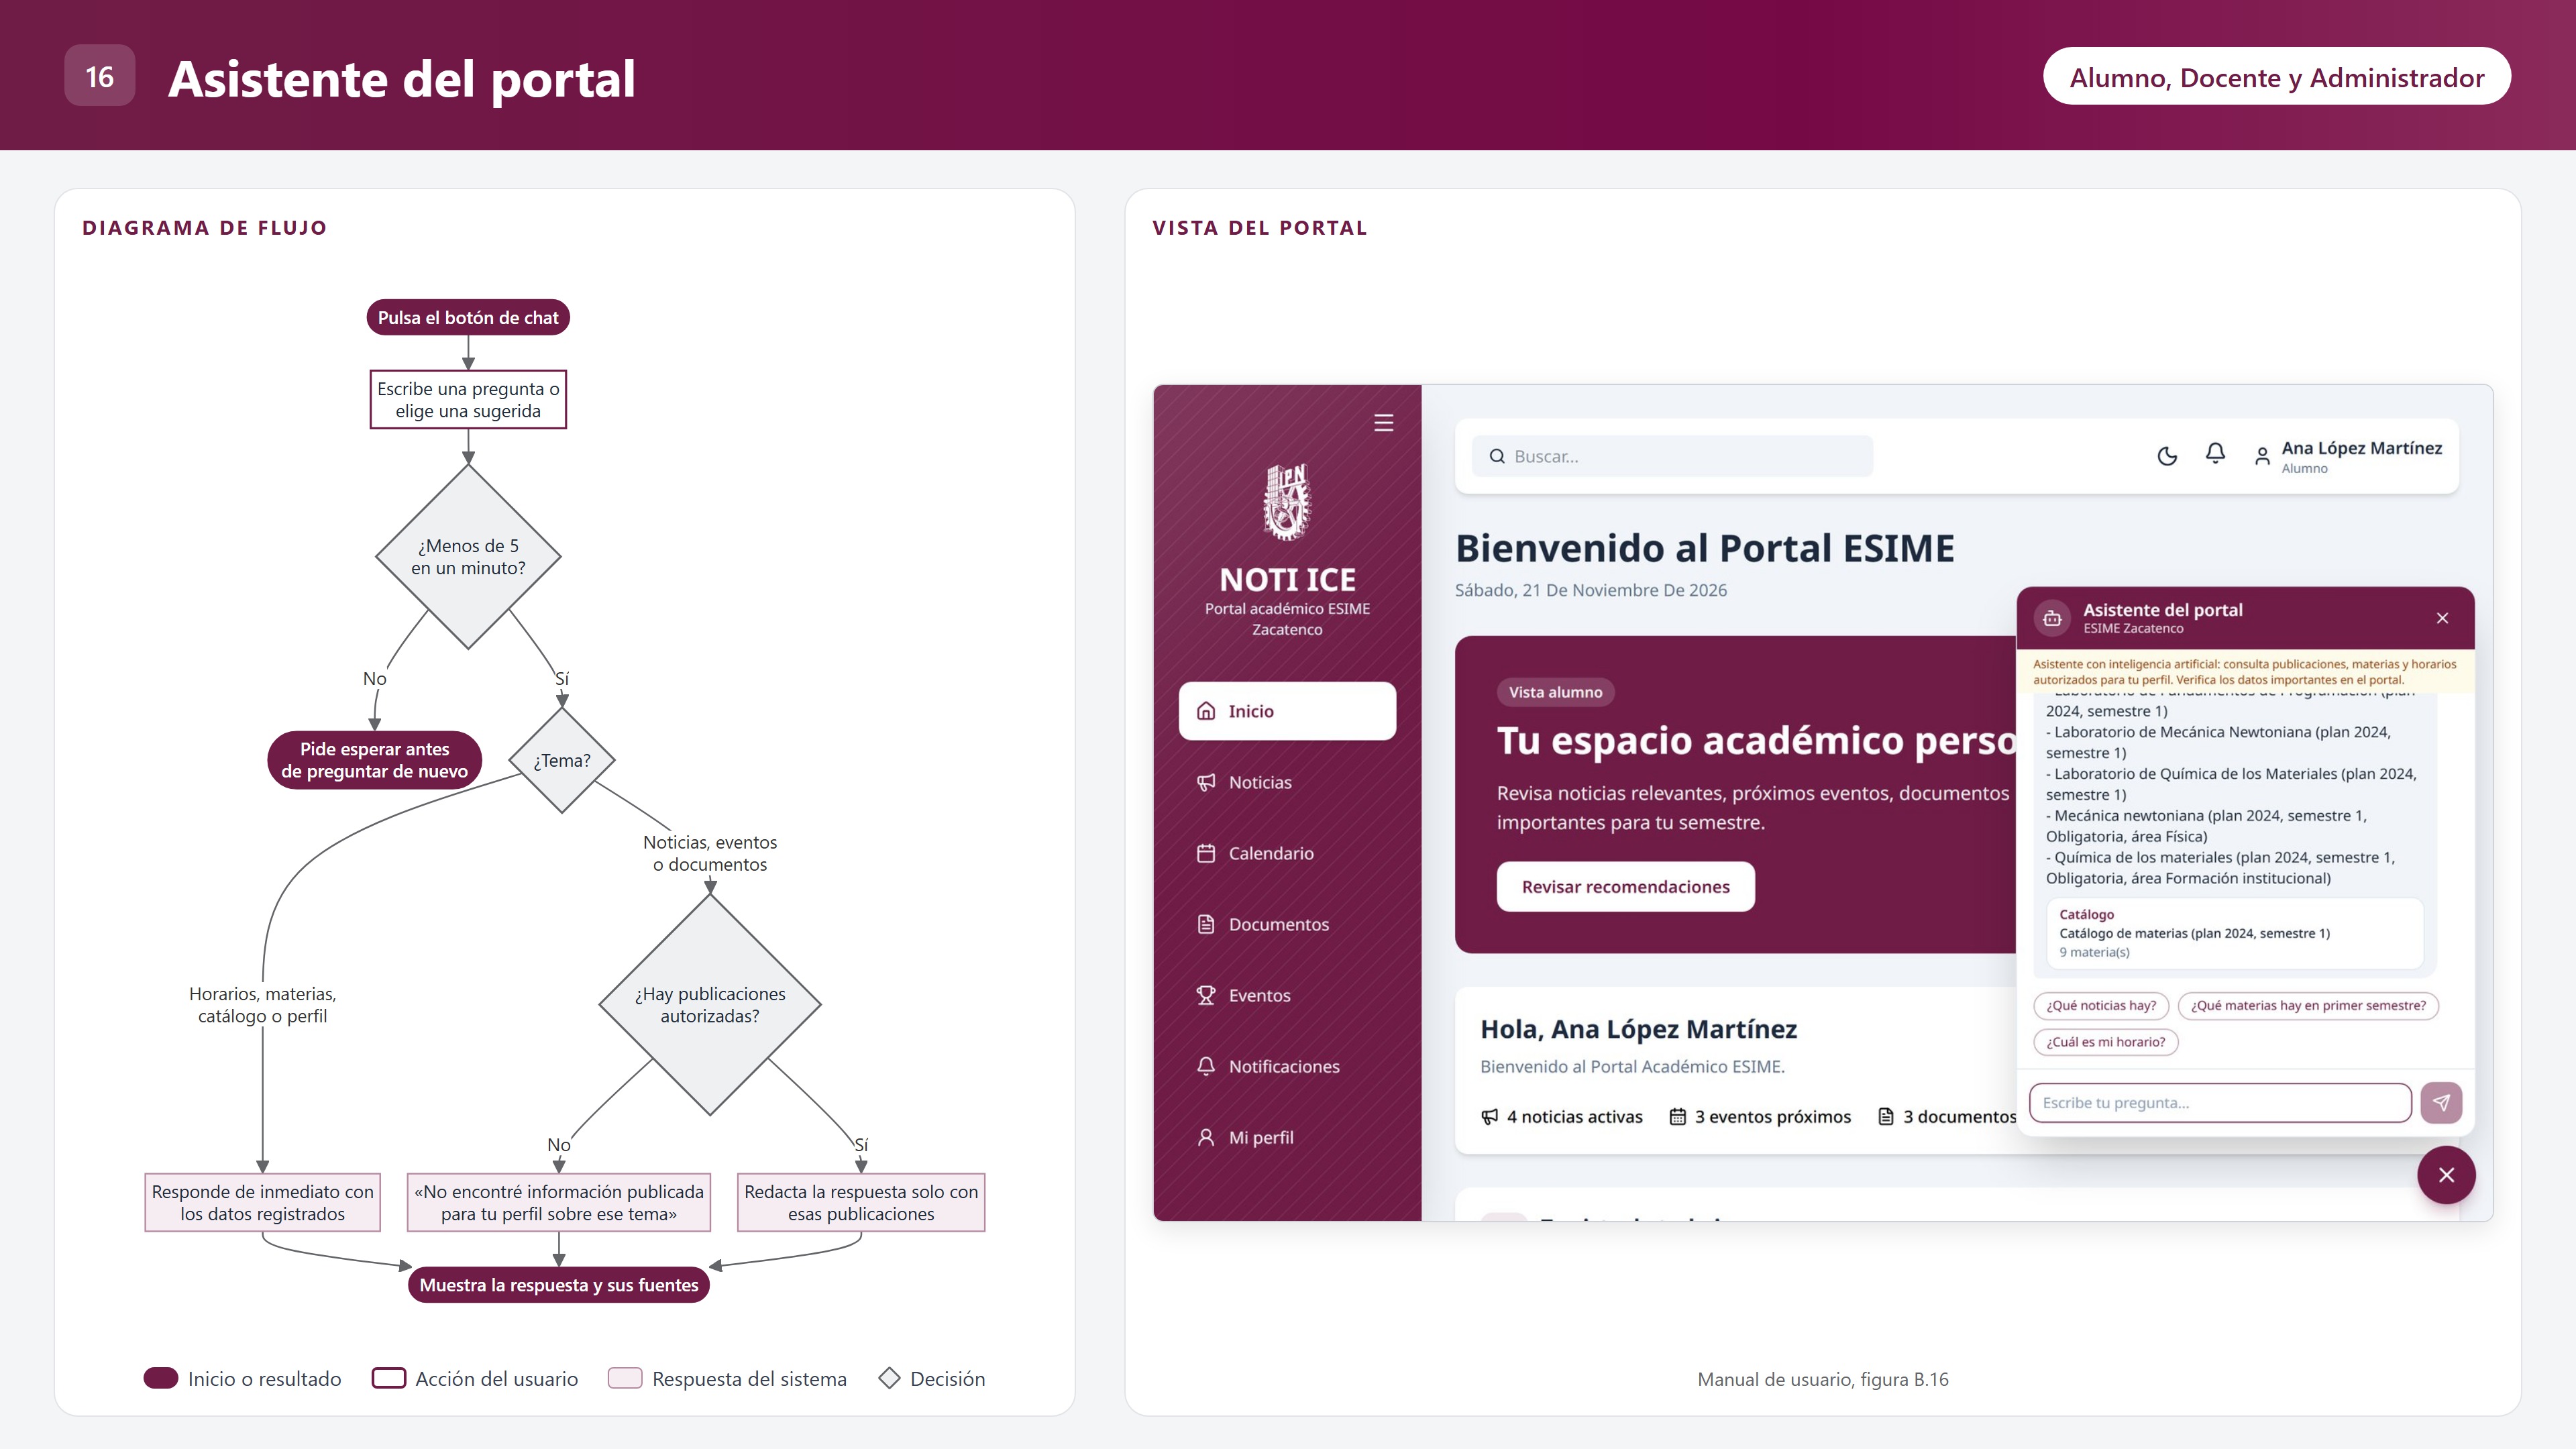 16
Asistente del portal
Alumno, Docente y Administrador
DIAGRAMA DE FLUJO
Pulsa el botón de chat
Escribe una pregunta o
elige una sugerida
¿Menos de 5
en un minuto?
No
Sí
Pide esperar antes
de preguntar de nuevo
¿Tema?
Noticias, eventos
o documentos
Horarios, materias,
catálogo o perfil
¿Hay publicaciones
autorizadas?
No
Sí
Responde de inmediato con
los datos registrados
«No encontré información publicada
para tu perfil sobre ese tema»
Redacta la respuesta solo con
esas publicaciones
Muestra la respuesta y sus fuentes
Inicio o resultado
Acción del usuario
Respuesta del sistema
Decisión
VISTA DEL PORTAL
IPN
NOTI ICE
Portal académico ESIME
Zacatenco
Inicio
Noticias
Calendario
Documentos
Eventos
Notificaciones
Mi perfil
Buscar...
Ana López Martínez
Alumno
Bienvenido al Portal ESIME
Sábado, 21 De Noviembre De 2026
Vista alumno
Tu espacio académico perso
Revisa noticias relevantes, próximos eventos, documentos
importantes para tu semestre.
Revisar recomendaciones
Hola, Ana López Martínez
Bienvenido al Portal Académico ESIME.
4 noticias activas
3 eventos próximos
3 documentos
Asistente del portal
ESIME Zacatenco
Asistente con inteligencia artificial: consulta publicaciones, materias y horarios
autorizados para tu perfil. Verifica los datos importantes en el portal.
- Laboratorio de Fundamentos de Programación (plan
2024, semestre 1)
- Laboratorio de Mecánica Newtoniana (plan 2024,
semestre 1)
- Laboratorio de Química de los Materiales (plan 2024,
semestre 1)
- Mecánica newtoniana (plan 2024, semestre 1,
Obligatoria, área Física)
- Química de los materiales (plan 2024, semestre 1,
Obligatoria, área Formación institucional)
Catálogo
Catálogo de materias (plan 2024, semestre 1)
9 materia(s)
¿Qué noticias hay?
¿Qué materias hay en primer semestre?
¿Cuál es mi horario?
Escribe tu pregunta...
Manual de usuario, figura B.16